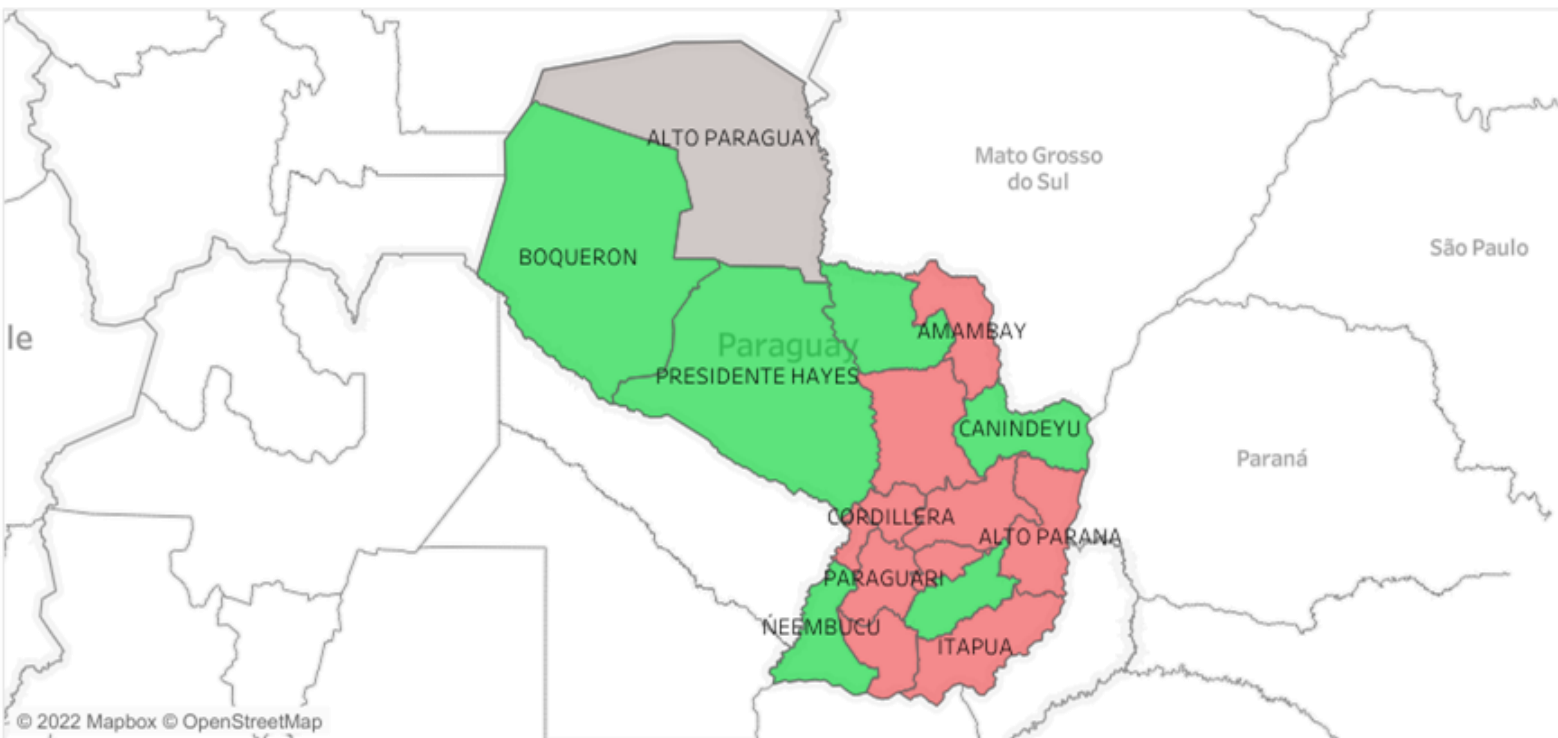 ALTO PARAGUAY
Mato Grosso
do Sul
São Paulo
BOQUERON
le
AMAMBAY
Paraguay
PRESIDENTE HAYES
CANINDEYU
Paraná
CORDILLERA
ALTO PARANA
PARAGUARI
ÑEEMBUCU
ITAPUA
© 2022 Mapbox © OpenStreetMap